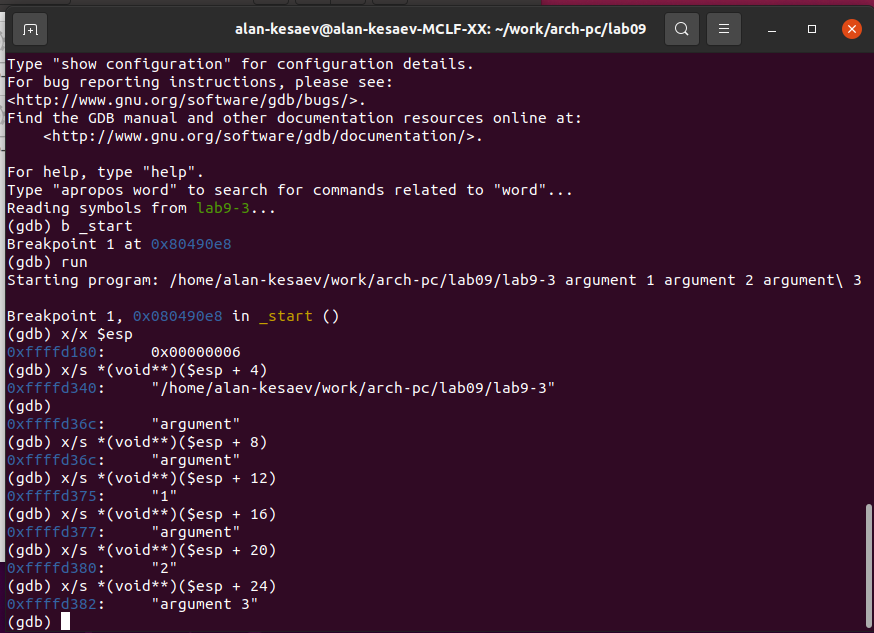 alan-kesaev@alan-kesaev-MCLF-XX: ~/work/arch-pc/lab09
Type "show configuration" for configuration details.
For bug reporting instructions, please see:
<http://www.gnu.org/software/gdb/bugs/>.
Find the GDB manual and other documentation resources online at:
    <http://www.gnu.org/software/gdb/documentation/>.
For help, type "help".
Type "apropos word" to search for commands related to "word"...
Reading symbols from lab9-3...
(gdb) b _start
Breakpoint 1 at 0x80490e8
(gdb) run
Starting program: /home/alan-kesaev/work/arch-pc/lab09/lab9-3 argument 1 argument 2 argument\ 3
Breakpoint 1, 0x080490e8 in _start ()
(gdb) x/x $esp
0xffffd180:     0x00000006
(gdb) x/s *(void**)($esp + 4)
0xffffd340:     "/home/alan-kesaev/work/arch-pc/lab09/lab9-3"
(gdb)
0xffffd36c:     "argument"
(gdb) x/s *(void**)($esp + 8)
0xffffd36c:     "argument"
(gdb) x/s *(void**)($esp + 12)
0xffffd375:     "1"
(gdb) x/s *(void**)($esp + 16)
0xffffd377:     "argument"
(gdb) x/s *(void**)($esp + 20)
0xffffd380:     "2"
(gdb) x/s *(void**)($esp + 24)
0xffffd382:     "argument 3"
(gdb)